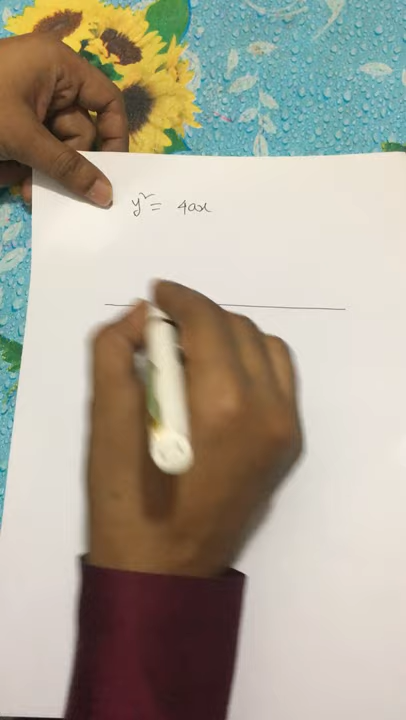 y² = 4ax